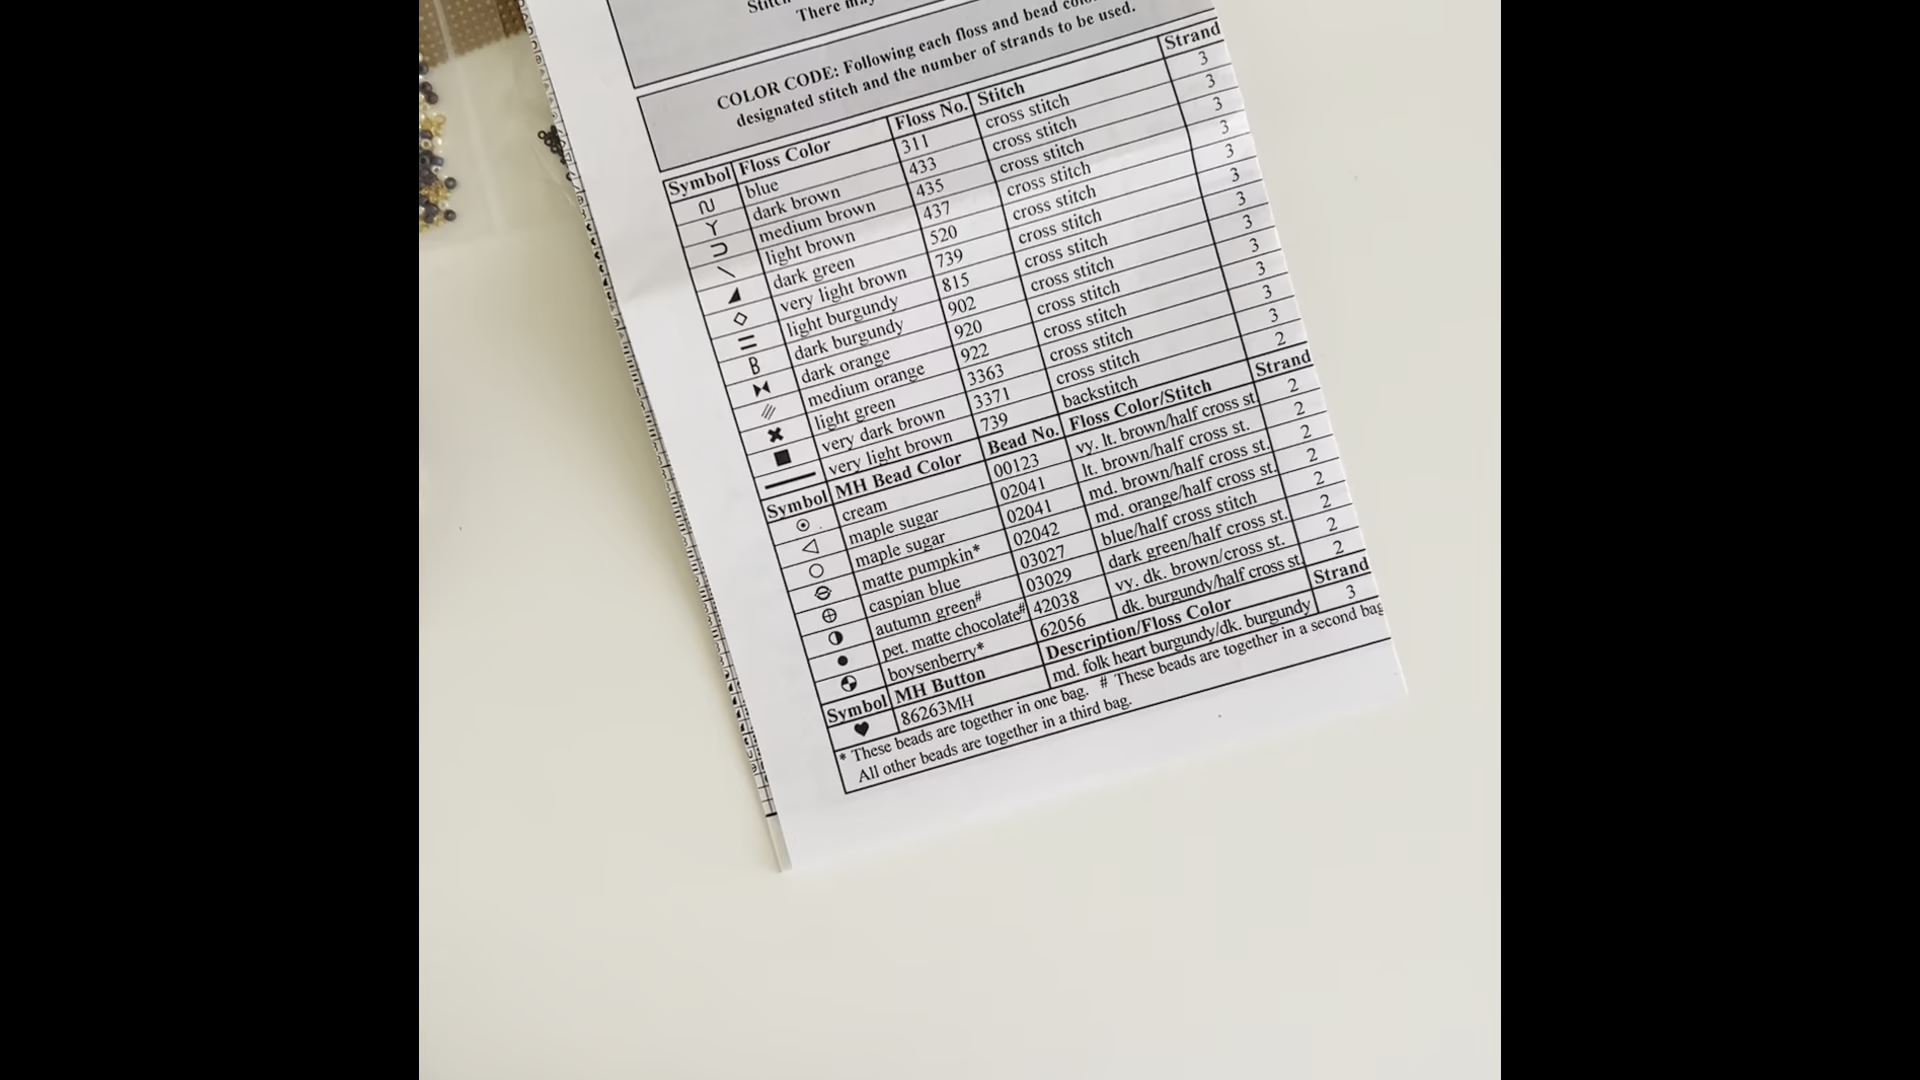 Stitch
There may
COLOR CODE: Following each floss and bead
designated stitch and the number of strands to be used.
Symbol Floss Color Floss No. Stitch Strand
blue 311 cross stitch 3
dark brown 433 cross stitch 3
medium brown 435 cross stitch 3
light brown 437 cross stitch 3
dark green 520 cross stitch 3
very light brown 739 cross stitch 3
light burgundy 815 cross stitch 3
B dark burgundy 902 cross stitch 3
dark orange 920 cross stitch 3
medium orange 922 cross stitch 3
light green 3363 cross stitch 3
very dark brown 3371 cross stitch 3
very light brown 739 backstitch 2
Symbol MH Bead Color Bead No. Floss Color/Stitch Strand
cream 00123 vy. lt. brown/half cross st. 2
maple sugar 02041 lt. brown/half cross st. 2
maple sugar 02041 md. brown/half cross st. 2
matte pumpkin* 02042 md. orange/half cross st. 2
caspian blue 03027 blue/half cross stitch 2
autumn green# 03029 dark green/half cross st. 2
pet. matte chocolate# 42038 vy. dk. brown/cross st. 2
boysenberry* 62056 dk. burgundy/half cross st. 2
Symbol MH Button Description/Floss Color Strand
♥ 86263MH md. folk heart burgundy/dk. burgundy 3
* These beads are together in one bag. # These beads are together in a second bag
All other beads are together in a third bag.